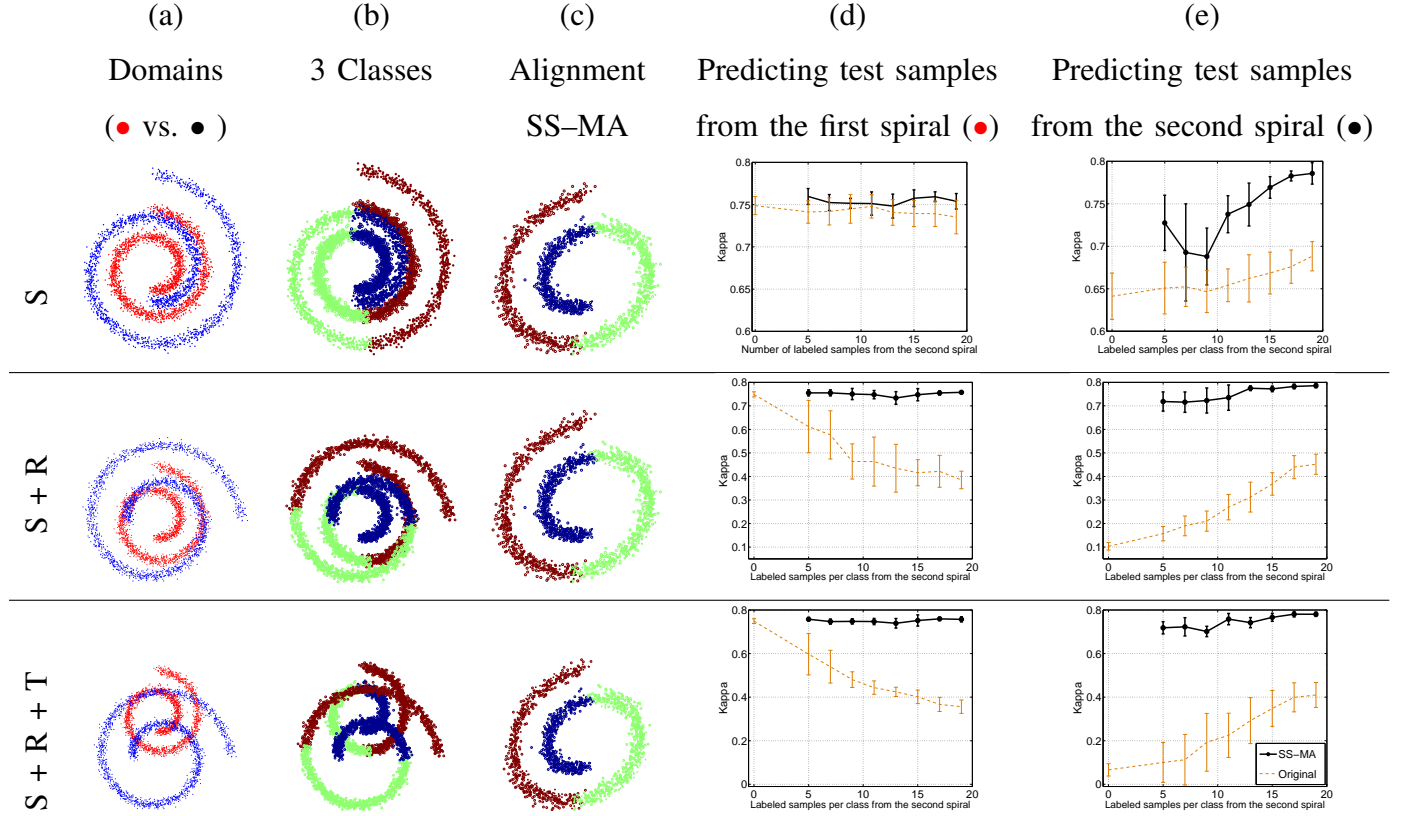 (a) (b) (c) (d) (e)
Domains 3 Classes Alignment Predicting test samples Predicting test samples
(● vs. ● ) SS–MA from the first spiral (●) from the second spiral (●)
S
0.8
0.75
0.7
0.65
0.6
Kappa
0 5 10 15 20
Number of labeled samples from the second spiral
0.8
0.75
0.7
0.65
0.6
Kappa
0 5 10 15 20
Labeled samples per class from the second spiral
S + R
0.8
0.7
0.6
0.5
0.4
0.3
0.2
0.1
Kappa
0 5 10 15 20
Labeled samples per class from the second spiral
0.8
0.7
0.6
0.5
0.4
0.3
0.2
0.1
Kappa
0 5 10 15 20
Labeled samples per class from the second spiral
S + R + T
0.8
0.6
0.4
0.2
0
Kappa
0 5 10 15 20
Labeled samples per class from the second spiral
0.8
0.6
0.4
0.2
0
Kappa
0 5 10 15 20
Labeled samples per class from the second spiral
SS–MA
Original